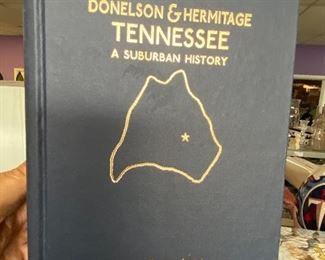 DONELSON & HERMITAGE
TENNESSEE
A SUBURBAN HISTORY